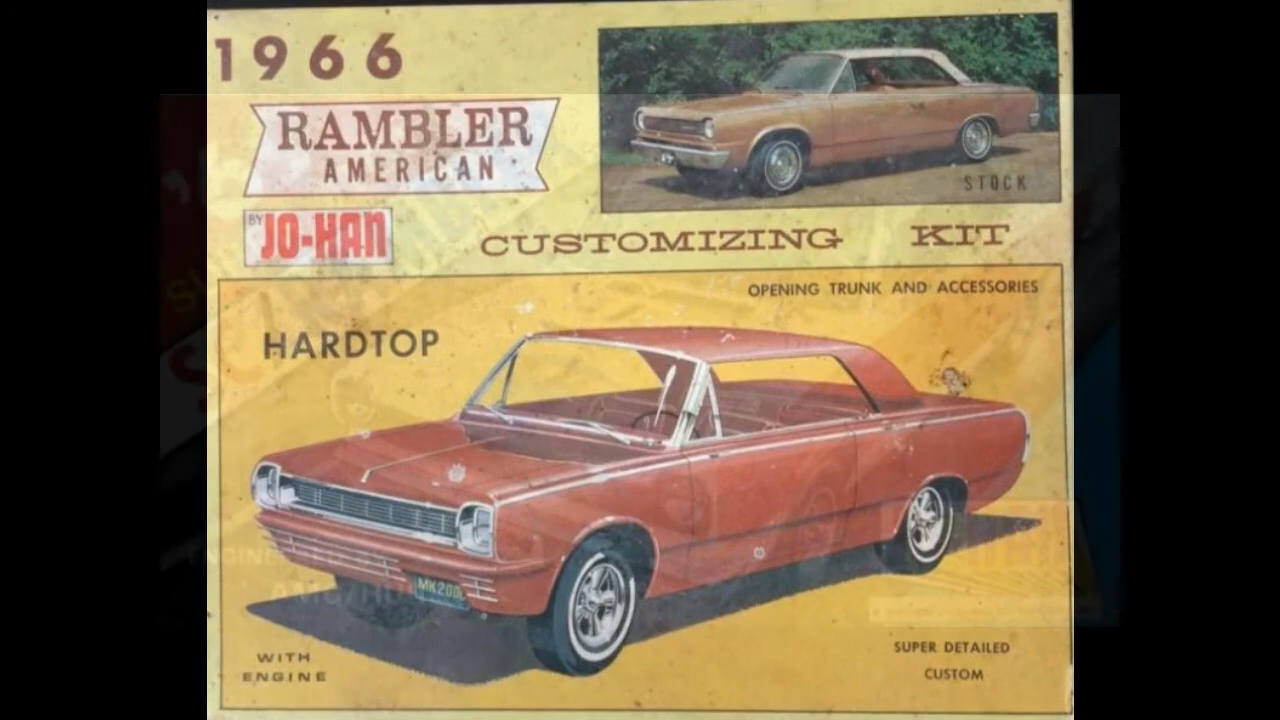 1966
RAMBLER
AMERICAN
BY
JO-HAN
STOCK
CUSTOMIZING KIT
OPENING TRUNK AND ACCESSORIES
HARDTOP
MK200
WITH
ENGINE
SUPER DETAILED
CUSTOM